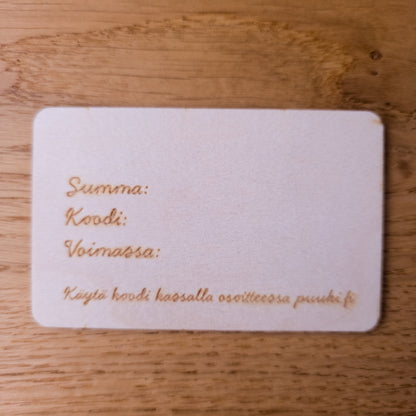 Summa:
Koodi:
Voimassa:
Käytä koodi kassalla osoitteessa puuki.fi